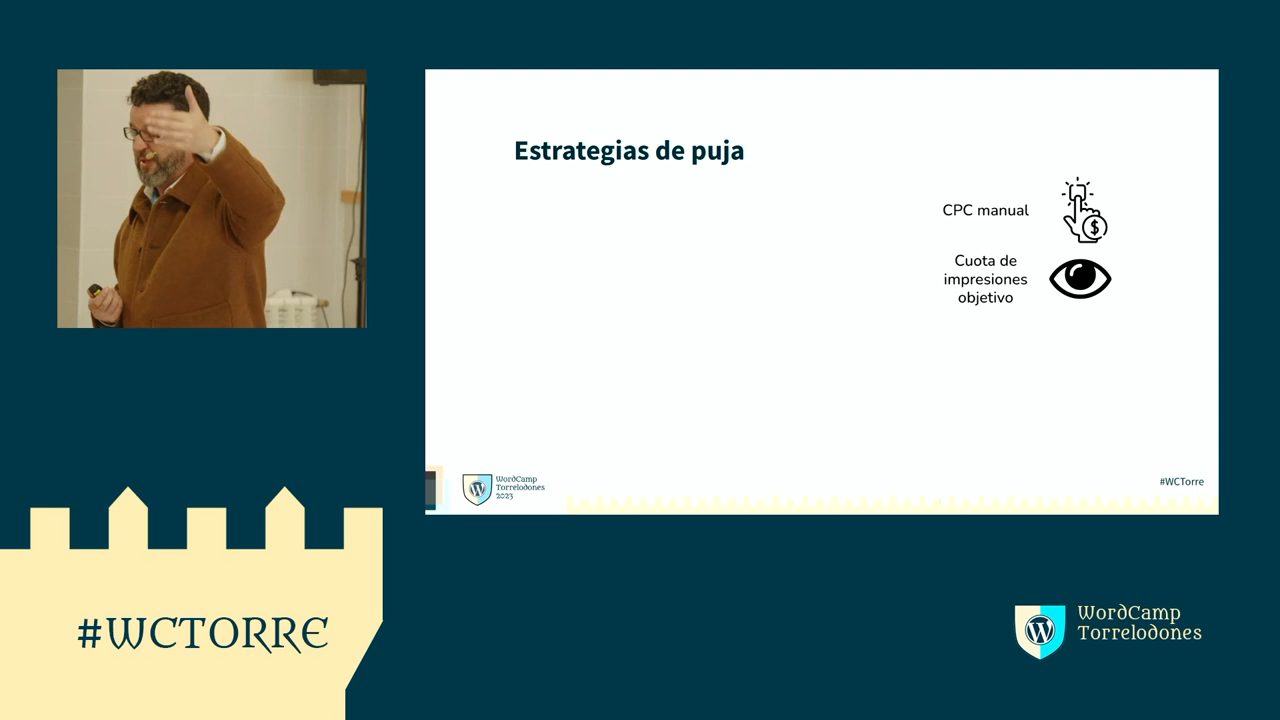 Estrategias de puja
CPC manual
$
Cuota de
impresiones
objetivo
WordCamp
Torrelodones
2023
#WCTorre
#WCTORRE
WordCamp
Torrelodones